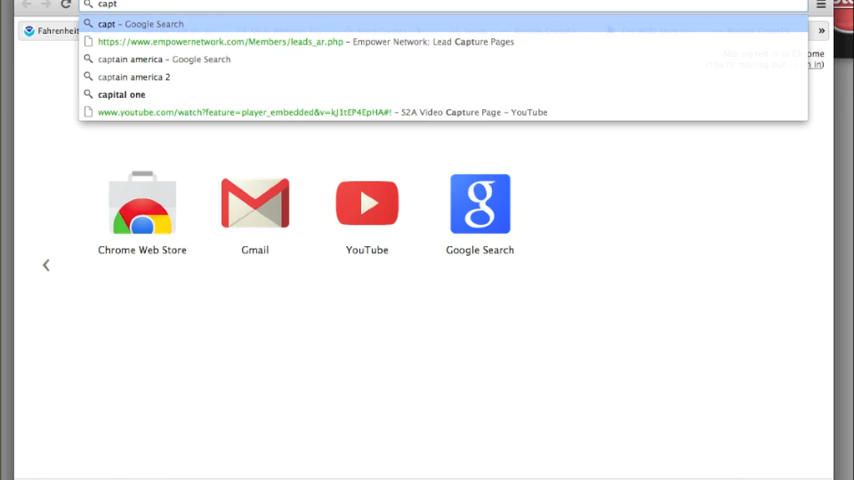 capt
capt - Google Search
Fahrenheit
»
https://www.empowernetwork.com/Members/leads_ar.php - Empower Network: Lead Capture Pages
captain america - Google Search
captain america 2
capital one
www.youtube.com/watch?feature=player_embedded&v=kJ1tEP4EpHA#! - 52A Video Capture Page - YouTube
Chrome Web Store
Gmail
YouTube
Google Search